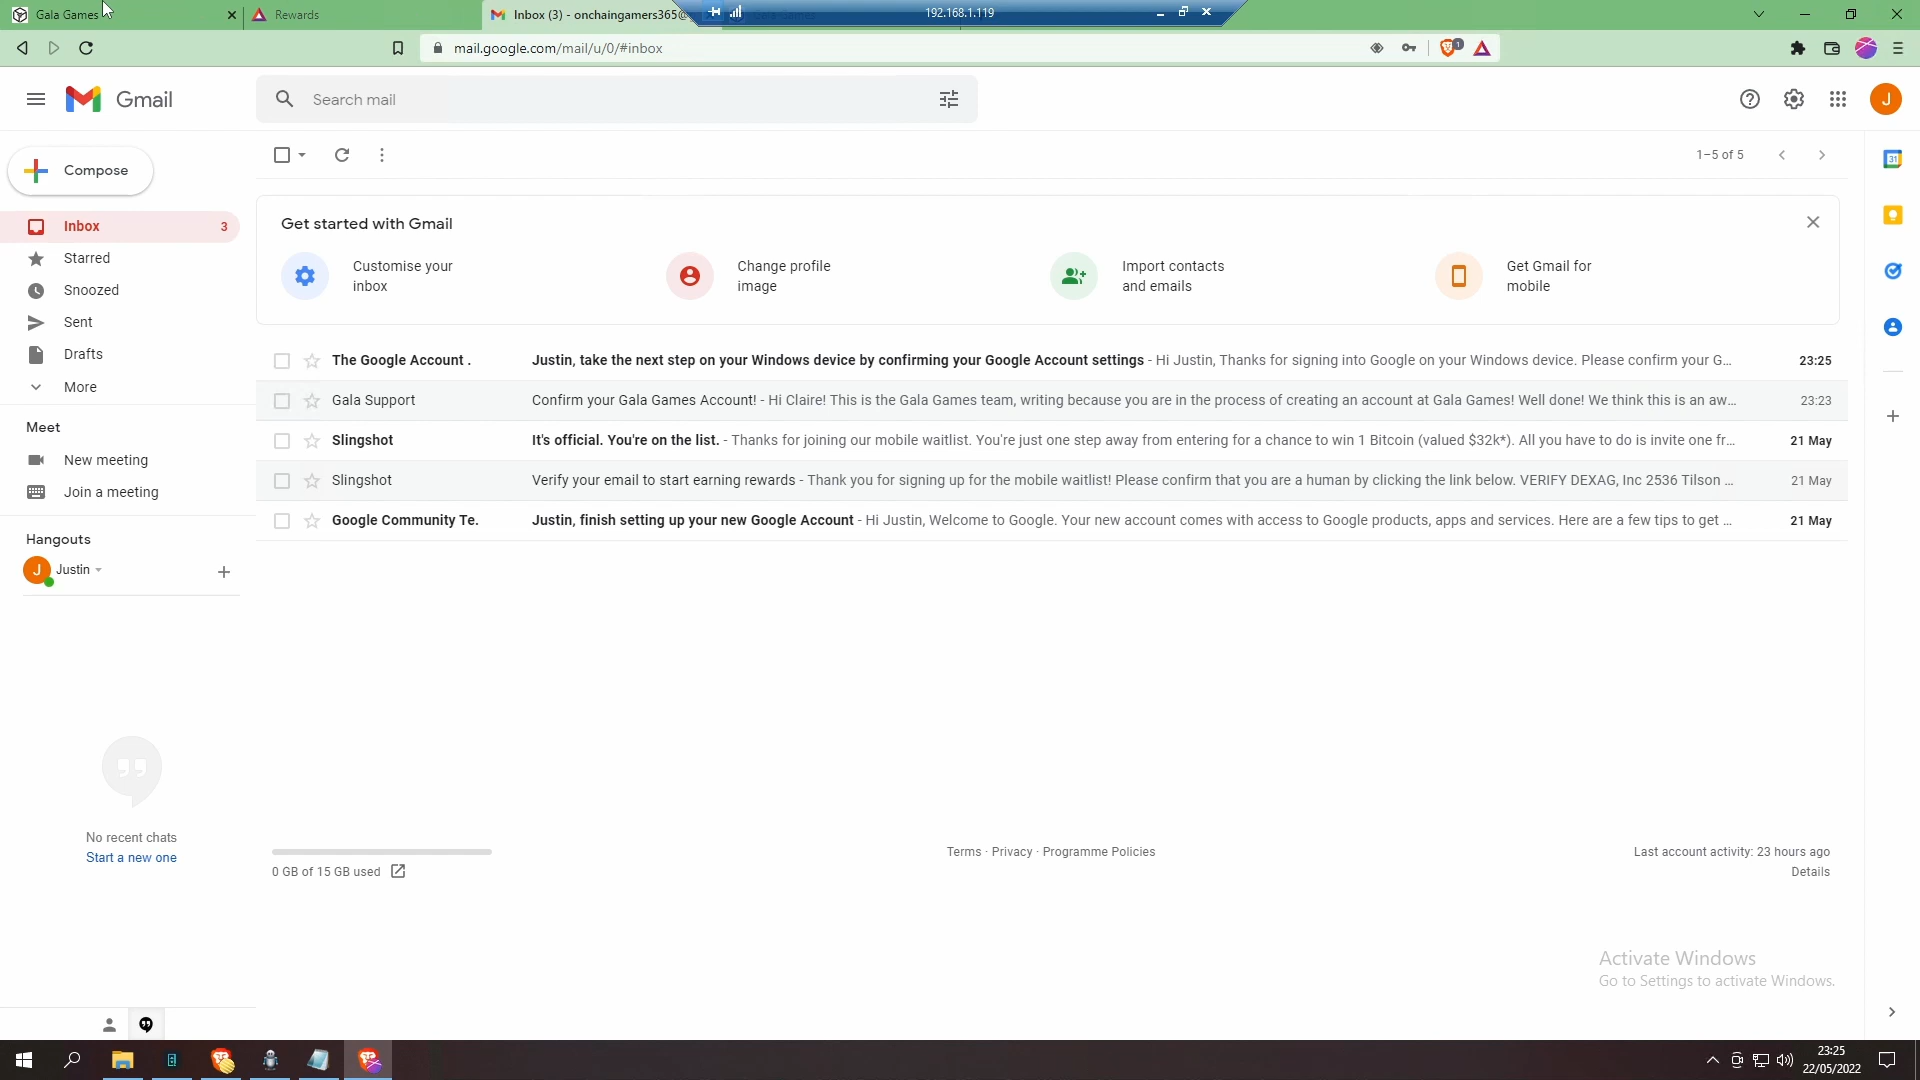 Gala Games
Rewards
Inbox (3) - onchaingamers365@
192.168.1.119
mail.google.com/mail/u/0/#inbox
1
Gmail
Search mail
J
Compose
1–5 of 5
31
Inbox
3
Starred
Snoozed
Sent
Drafts
More
Get started with Gmail
Customise your
inbox
Change profile
image
Import contacts
and emails
Get Gmail for
mobile
The Google Account . Justin, take the next step on your Windows device by confirming your Google Account settings - Hi Justin, Thanks for signing into Google on your Windows device. Please confirm your G... 23:25
Gala Support Confirm your Gala Games Account! - Hi Claire! This is the Gala Games team, writing because you are in the process of creating an account at Gala Games! Well done! We think this is an aw... 23:23
Slingshot It's official. You're on the list. - Thanks for joining our mobile waitlist. You're just one step away from entering for a chance to win 1 Bitcoin (valued $32k*). All you have to do is invite one fr... 21 May
Slingshot Verify your email to start earning rewards - Thank you for signing up for the mobile waitlist! Please confirm that you are a human by clicking the link below. VERIFY DEXAG, Inc 2536 Tilson ... 21 May
Google Community Te. Justin, finish setting up your new Google Account - Hi Justin, Welcome to Google. Your new account comes with access to Google products, apps and services. Here are a few tips to get ... 21 May
Meet
New meeting
Join a meeting
Hangouts
J Justin
No recent chats
Start a new one
0 GB of 15 GB used
Terms · Privacy · Programme Policies
Last account activity: 23 hours ago
Details
Activate Windows
Go to Settings to activate Windows.
23:25
22/05/2022